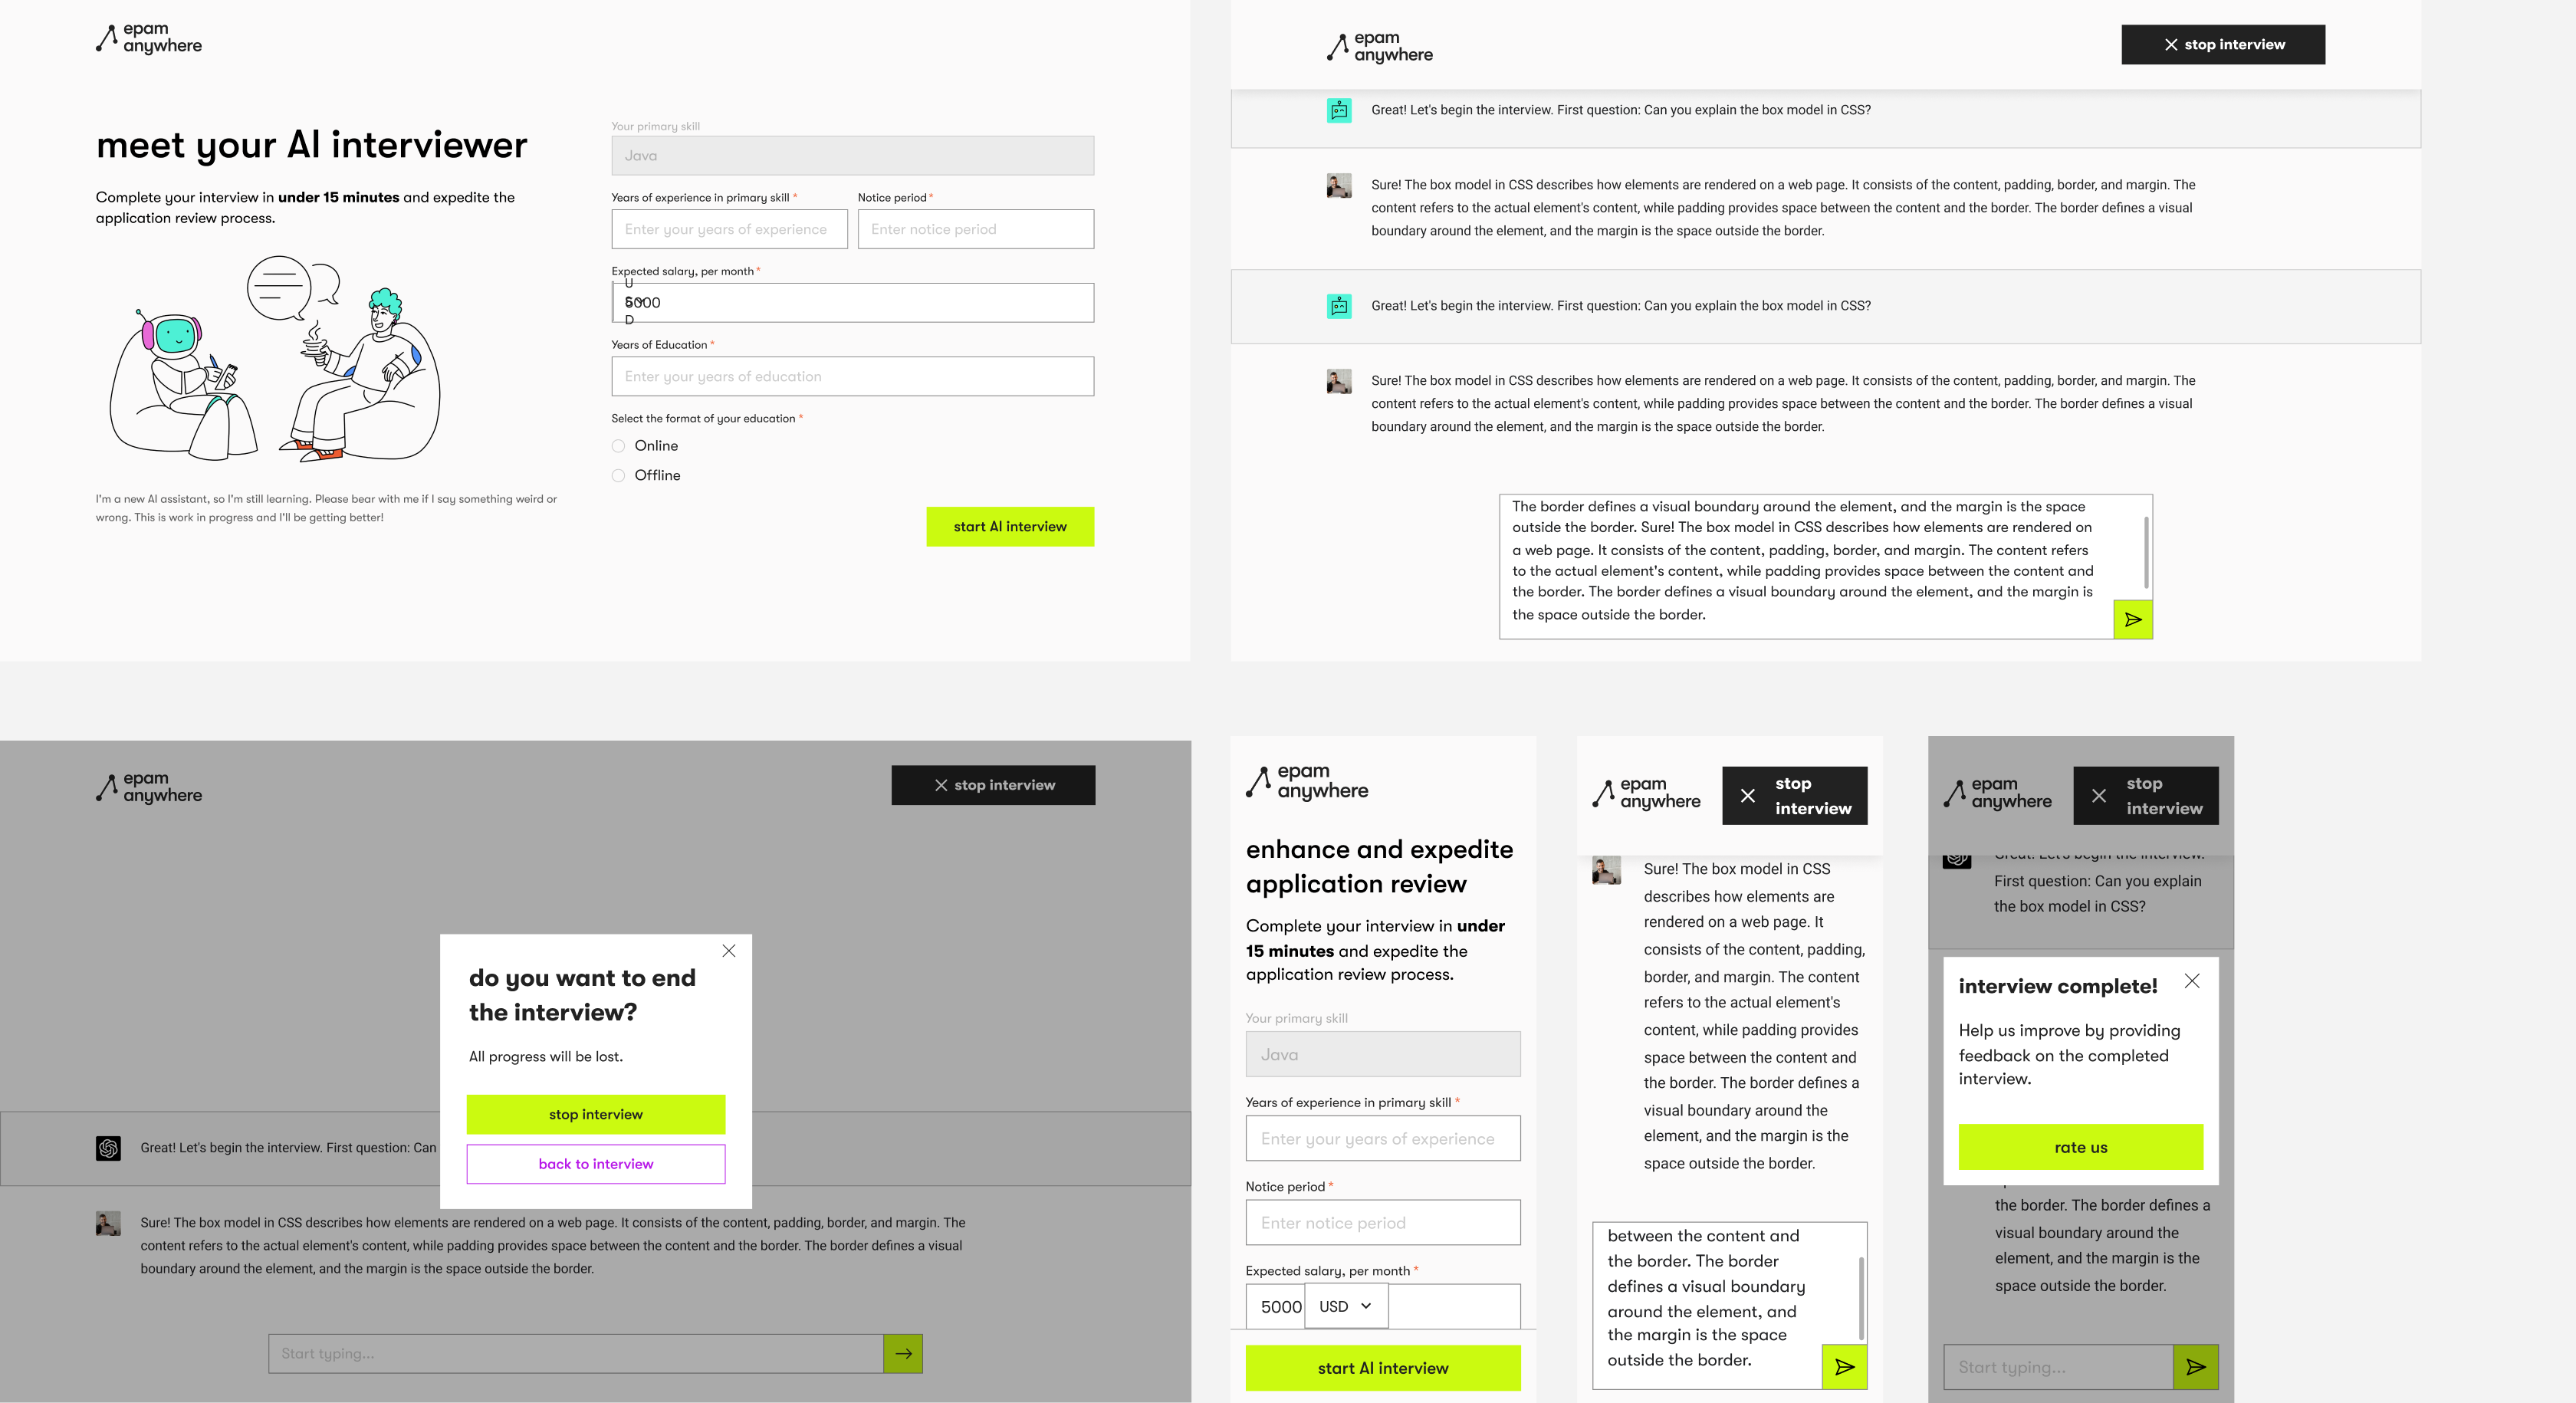 epam
anywhere
meet your AI interviewer
Complete your interview in under 15 minutes and expedite the
application review process.
I'm a new AI assistant, so I'm still learning. Please bear with me if I say something weird or
wrong. This is work in progress and I'll be getting better!
Your primary skill
Java
Years of experience in primary skill *
Enter your years of experience
Notice period *
Enter notice period
Expected salary, per month *
USD
5000
Years of Education *
Enter your years of education
Select the format of your education *
Online
Offline
start AI interview
epam
anywhere
stop interview
Great! Let's begin the interview. First question: Can you explain the box model in CSS?
Sure! The box model in CSS describes how elements are rendered on a web page. It consists of the content, padding, border, and margin. The
content refers to the actual element's content, while padding provides space between the content and the border. The border defines a visual
boundary around the element, and the margin is the space outside the border.
Great! Let's begin the interview. First question: Can you explain the box model in CSS?
Sure! The box model in CSS describes how elements are rendered on a web page. It consists of the content, padding, border, and margin. The
content refers to the actual element's content, while padding provides space between the content and the border. The border defines a visual
boundary around the element, and the margin is the space outside the border.
The border defines a visual boundary around the element, and the margin is the space
outside the border. Sure! The box model in CSS describes how elements are rendered on
a web page. It consists of the content, padding, border, and margin. The content refers
to the actual element's content, while padding provides space between the content and
the border. The border defines a visual boundary around the element, and the margin is
the space outside the border.
epam
anywhere
stop interview
do you want to end
the interview?
All progress will be lost.
stop interview
back to interview
Great! Let's begin the interview. First question: Can
Sure! The box model in CSS describes how elements are rendered on a web page. It consists of the content, padding, border, and margin. The
content refers to the actual element's content, while padding provides space between the content and the border. The border defines a visual
boundary around the element, and the margin is the space outside the border.
Start typing...
epam
anywhere
enhance and expedite
application review
Complete your interview in under
15 minutes and expedite the
application review process.
Your primary skill
Java
Years of experience in primary skill *
Enter your years of experience
Notice period *
Enter notice period
Expected salary, per month *
5000 USD
start AI interview
epam
anywhere
stop
interview
Sure! The box model in CSS
describes how elements are
rendered on a web page. It
consists of the content, padding,
border, and margin. The content
refers to the actual element's
content, while padding provides
space between the content and
the border. The border defines a
visual boundary around the
element, and the margin is the
space outside the border.
between the content and
the border. The border
defines a visual boundary
around the element, and
the margin is the space
outside the border.
epam
anywhere
stop
interview
Great! Let's begin the interview.
First question: Can you explain
the box model in CSS?
interview complete!
Help us improve by providing
feedback on the completed
interview.
rate us
the border. The border defines a
visual boundary around the
element, and the margin is the
space outside the border.
Start typing...